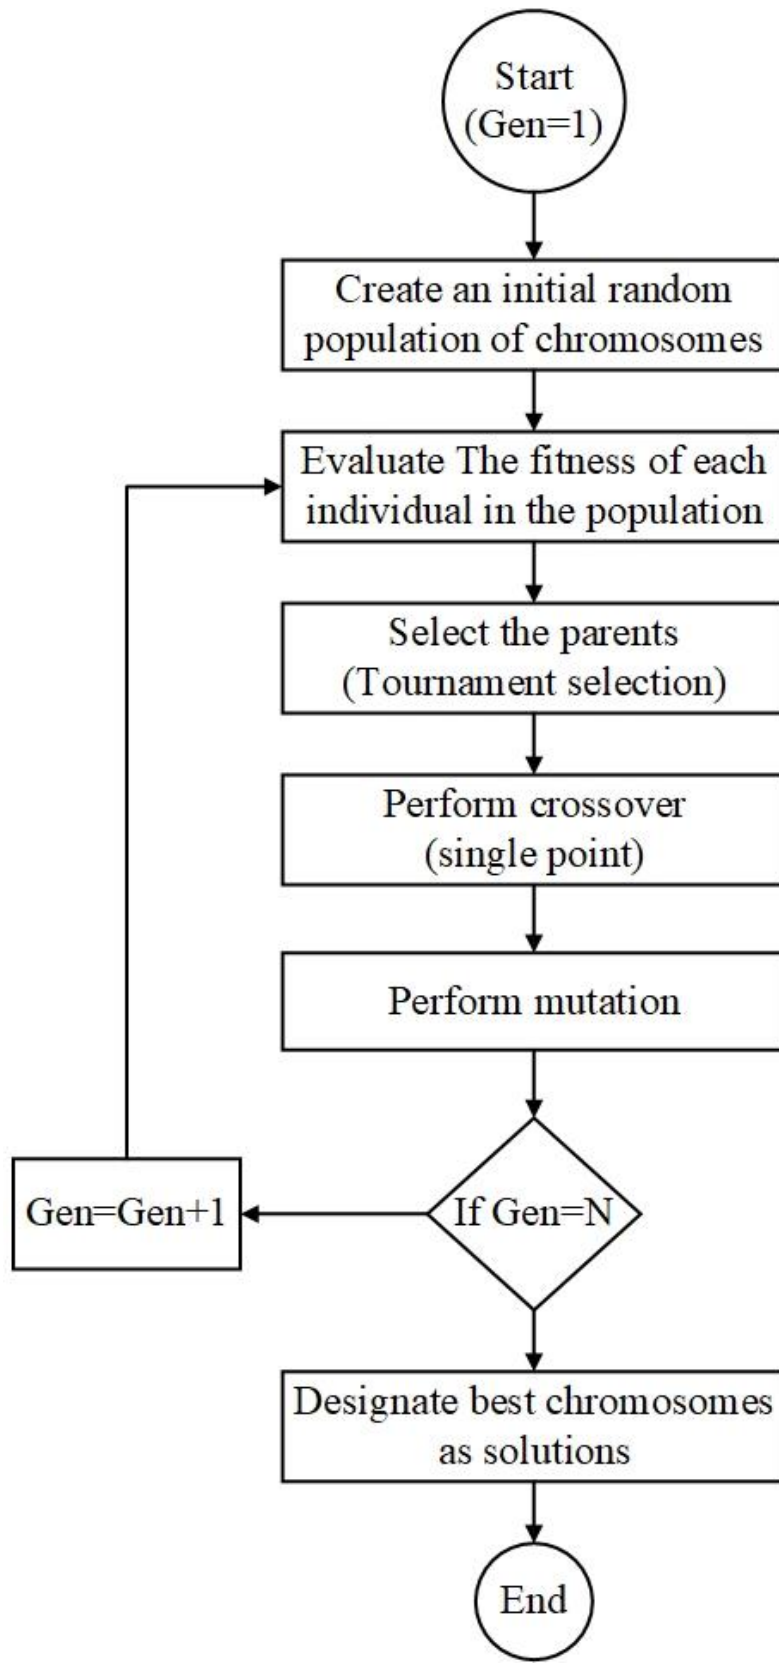 Start
(Gen=1)
Create an initial random
population of chromosomes
Evaluate The fitness of each
individual in the population
Select the parents
(Tournament selection)
Perform crossover
(single point)
Perform mutation
If Gen=N
Gen=Gen+1
Designate best chromosomes
as solutions
End